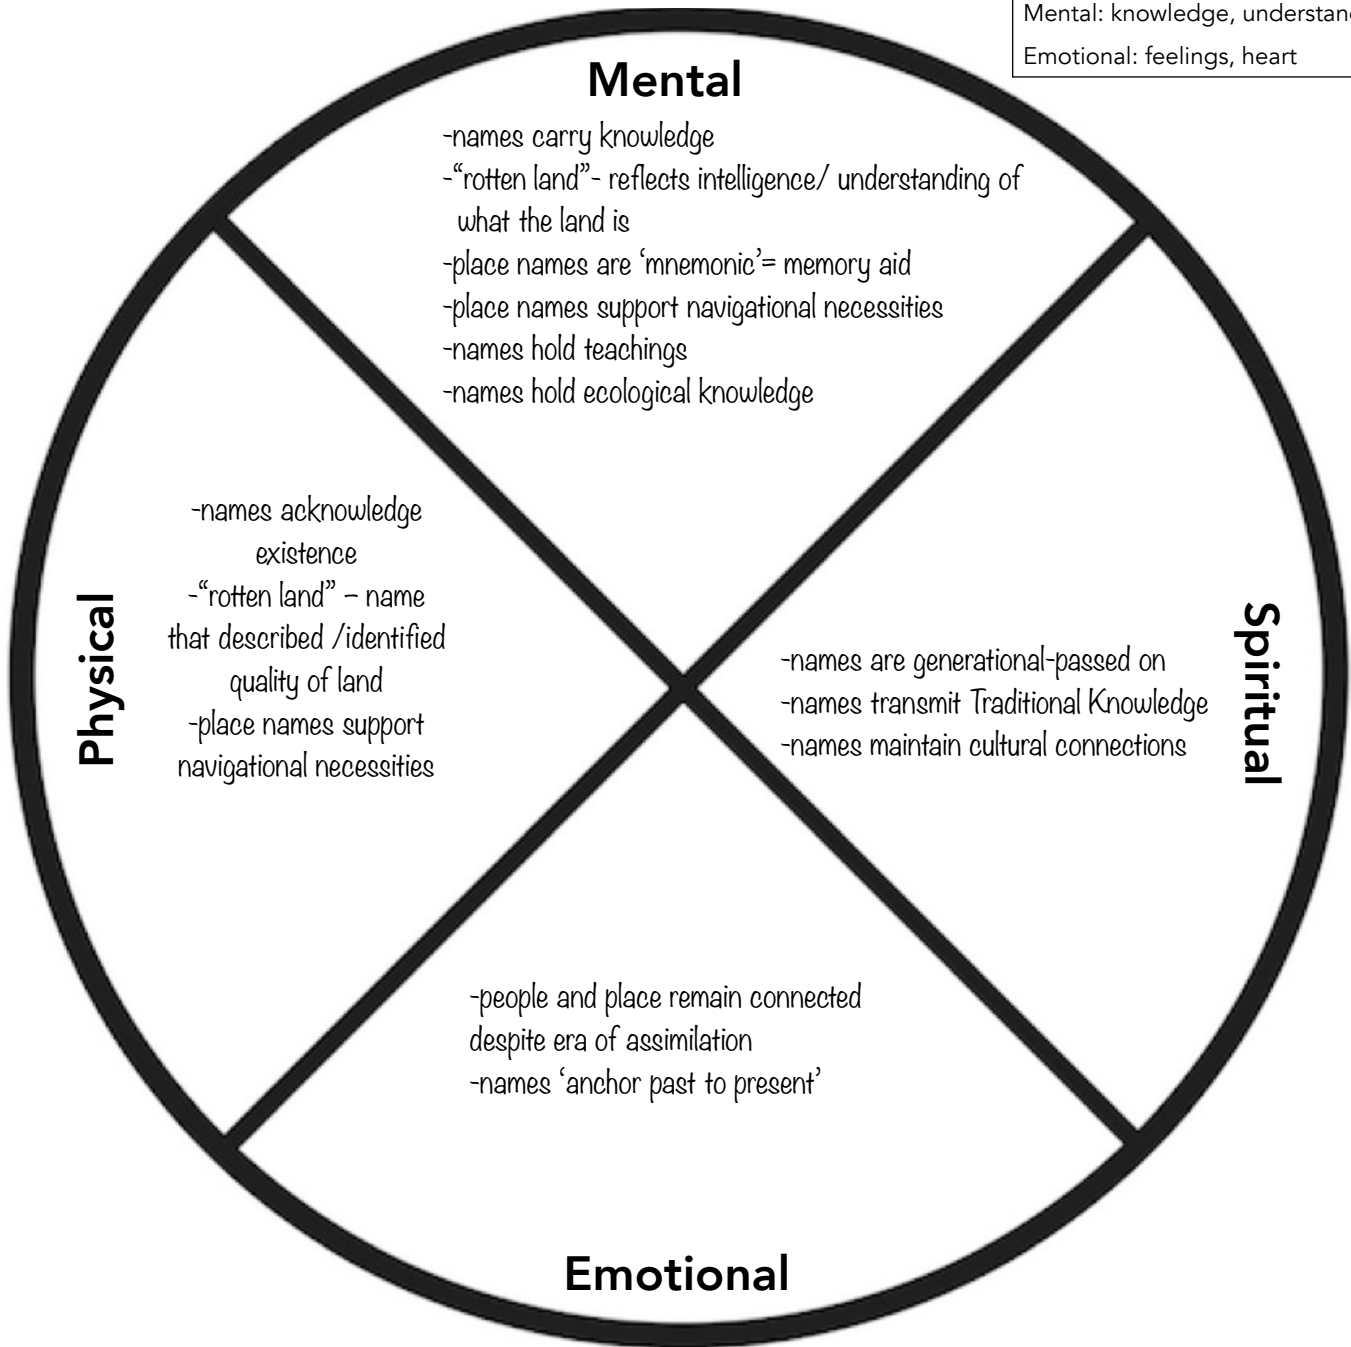 Mental: knowledge, understand
Emotional: feelings, heart
Mental
-names carry knowledge
-“rotten land”- reflects intelligence/ understanding of
what the land is
-place names are ‘mnemonic’= memory aid
-place names support navigational necessities
-names hold teachings
-names hold ecological knowledge
Physical
-names acknowledge
existence
-“rotten land” – name
that described /identified
quality of land
-place names support
navigational necessities
-names are generational-passed on
-names transmit Traditional Knowledge
-names maintain cultural connections
Spiritual
-people and place remain connected
despite era of assimilation
-names ‘anchor past to present’
Emotional